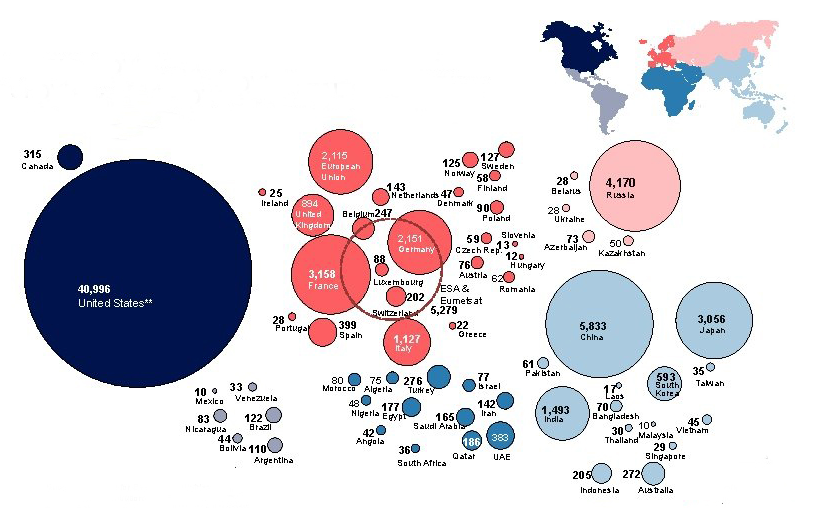 315
Canada
40,996
United States**
2,115
European
Union
25
Ireland
894
United
Kingdom
143
Netherlands
Belgium 247
2,151
Germany
3,158
France
88
Luxembourg
202
Switzerland
ESA &
Eumetsat
5,279
28
Portugal
399
Spain
1,127
Italy
22
Greece
125
Norway
127
Sweden
58
Finland
47
Denmark
90
Poland
59
Czech Rep.
Slovenia
13
12
Hungary
76
Austria
62
Romania
28
Belarus
28
Ukraine
4,170
Russia
73
Azerbaijan
50
Kazakhstan
5,833
China
3,056
Japan
61
Pakistan
1,493
India
17
Laos
593
South
Korea
35
Taiwan
70
Bangladesh
30
Thailand
10
Malaysia
45
Vietnam
29
Singapore
205
Indonesia
272
Australia
10
Mexico
33
Venezuela
83
Nicaragua
122
Brazil
44
Bolivia
110
Argentina
80
Morocco
75
Algeria
276
Turkey
77
Israel
48
Nigeria
177
Egypt
165
Saudi Arabia
142
Iran
42
Angola
36
South Africa
186
Qatar
383
UAE